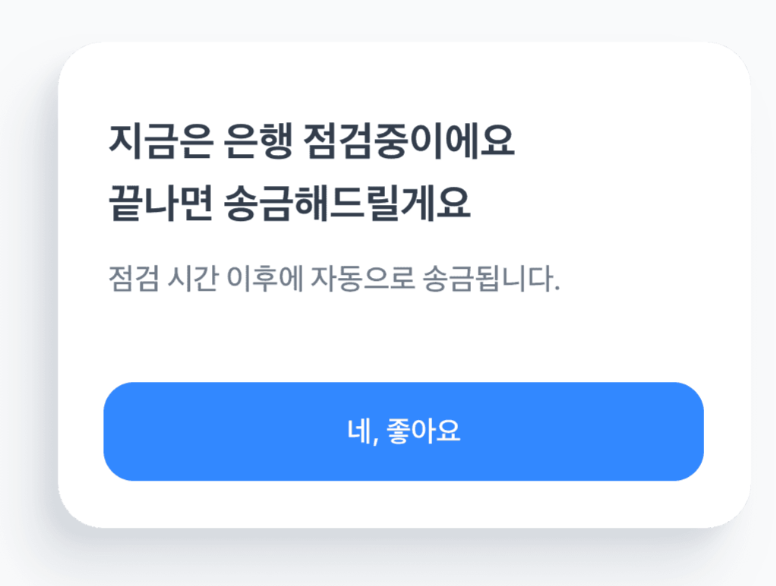 지금은 은행 점검중이에요
끝나면 송금해드릴게요
점검 시간 이후에 자동으로 송금됩니다.
네, 좋아요